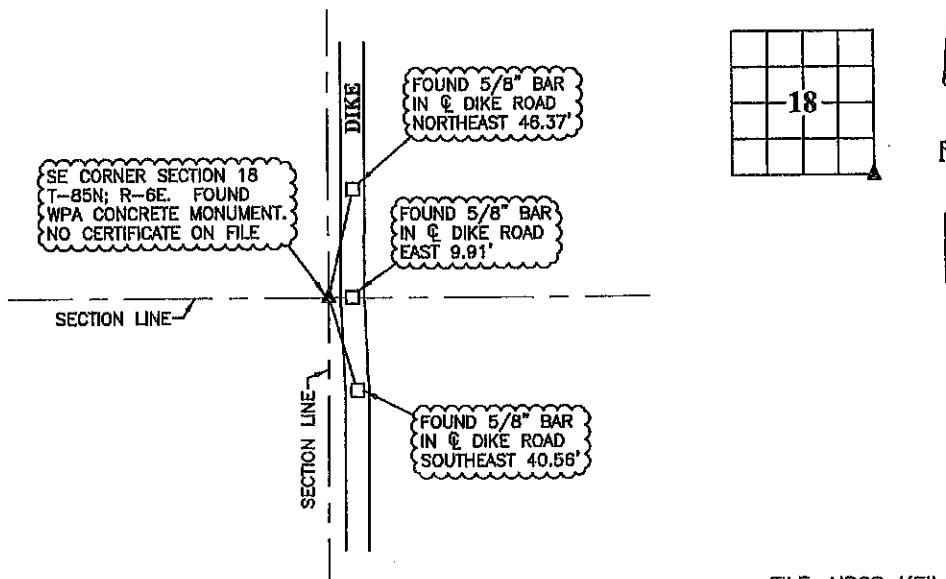 FOUND 5/8" BAR
IN ℄ DIKE ROAD
NORTHEAST 46.37'
DIKE
18
SE CORNER SECTION 18
T-85N; R-6E. FOUND
WPA CONCRETE MONUMENT.
NO CERTIFICATE ON FILE
FOUND 5/8" BAR
IN ℄ DIKE ROAD
EAST 9.91'
SECTION LINE
SECTION LINE
FOUND 5/8" BAR
IN ℄ DIKE ROAD
SOUTHEAST 40.56'